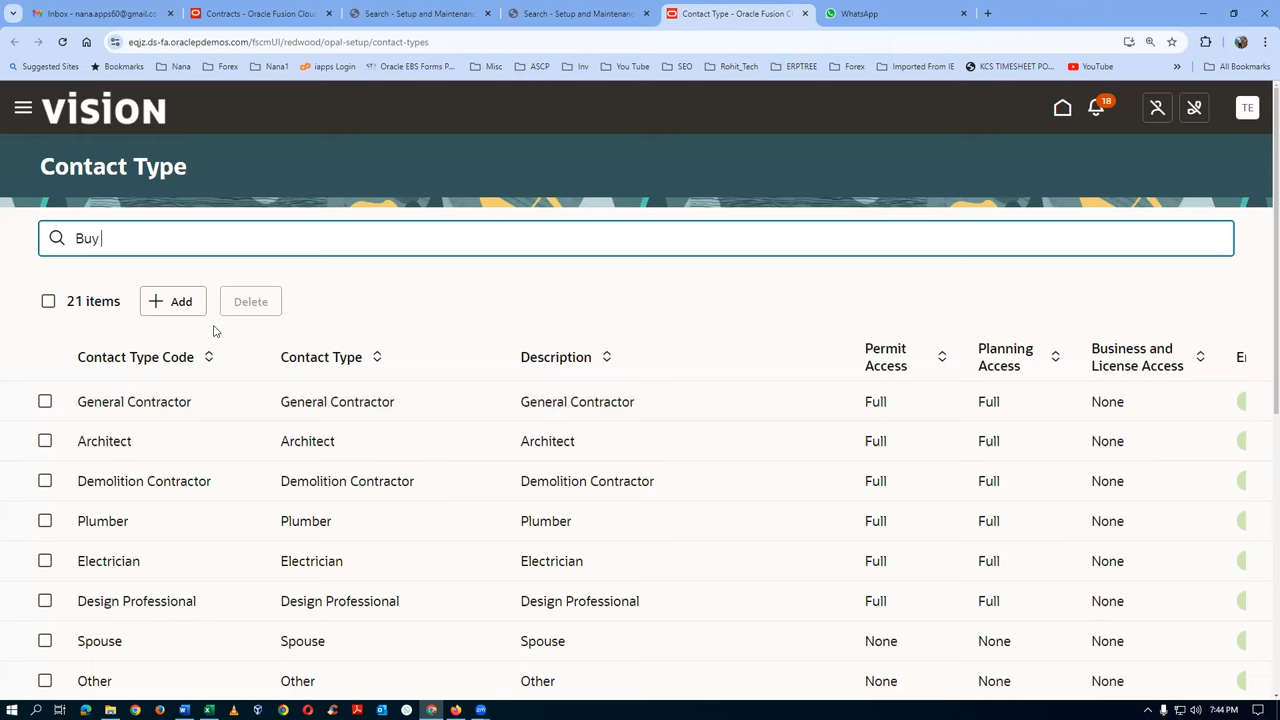 Inbox - nana.apps60@gmail.co
Contracts - Oracle Fusion Cloud
Search - Setup and Maintenanc
Search - Setup and Maintenanc
Contact Type - Oracle Fusion C
WhatsApp
eqjz.ds-fa.oraclepdemos.com/fscmUI/redwood/opal-setup/contact-types
Suggested Sites Bookmarks Nana Forex Nana1 iapps Login Oracle EBS Forms P... Misc ASCP Inv You Tube SEO Rohit_Tech ERPTREE Forex Imported From IE KCS TIMESHEET PO... YouTube » All Bookmarks
VISION
18
TE
Contact Type
Buy
21 items Add Delete
Contact Type Code Contact Type Description Permit Access Planning Access Business and License Access E
General Contractor General Contractor General Contractor Full Full None
Architect Architect Architect Full Full None
Demolition Contractor Demolition Contractor Demolition Contractor Full Full None
Plumber Plumber Plumber Full Full None
Electrician Electrician Electrician Full Full None
Design Professional Design Professional Design Professional Full Full None
Spouse Spouse Spouse None None None
Other Other Other None None None
7:44 PM